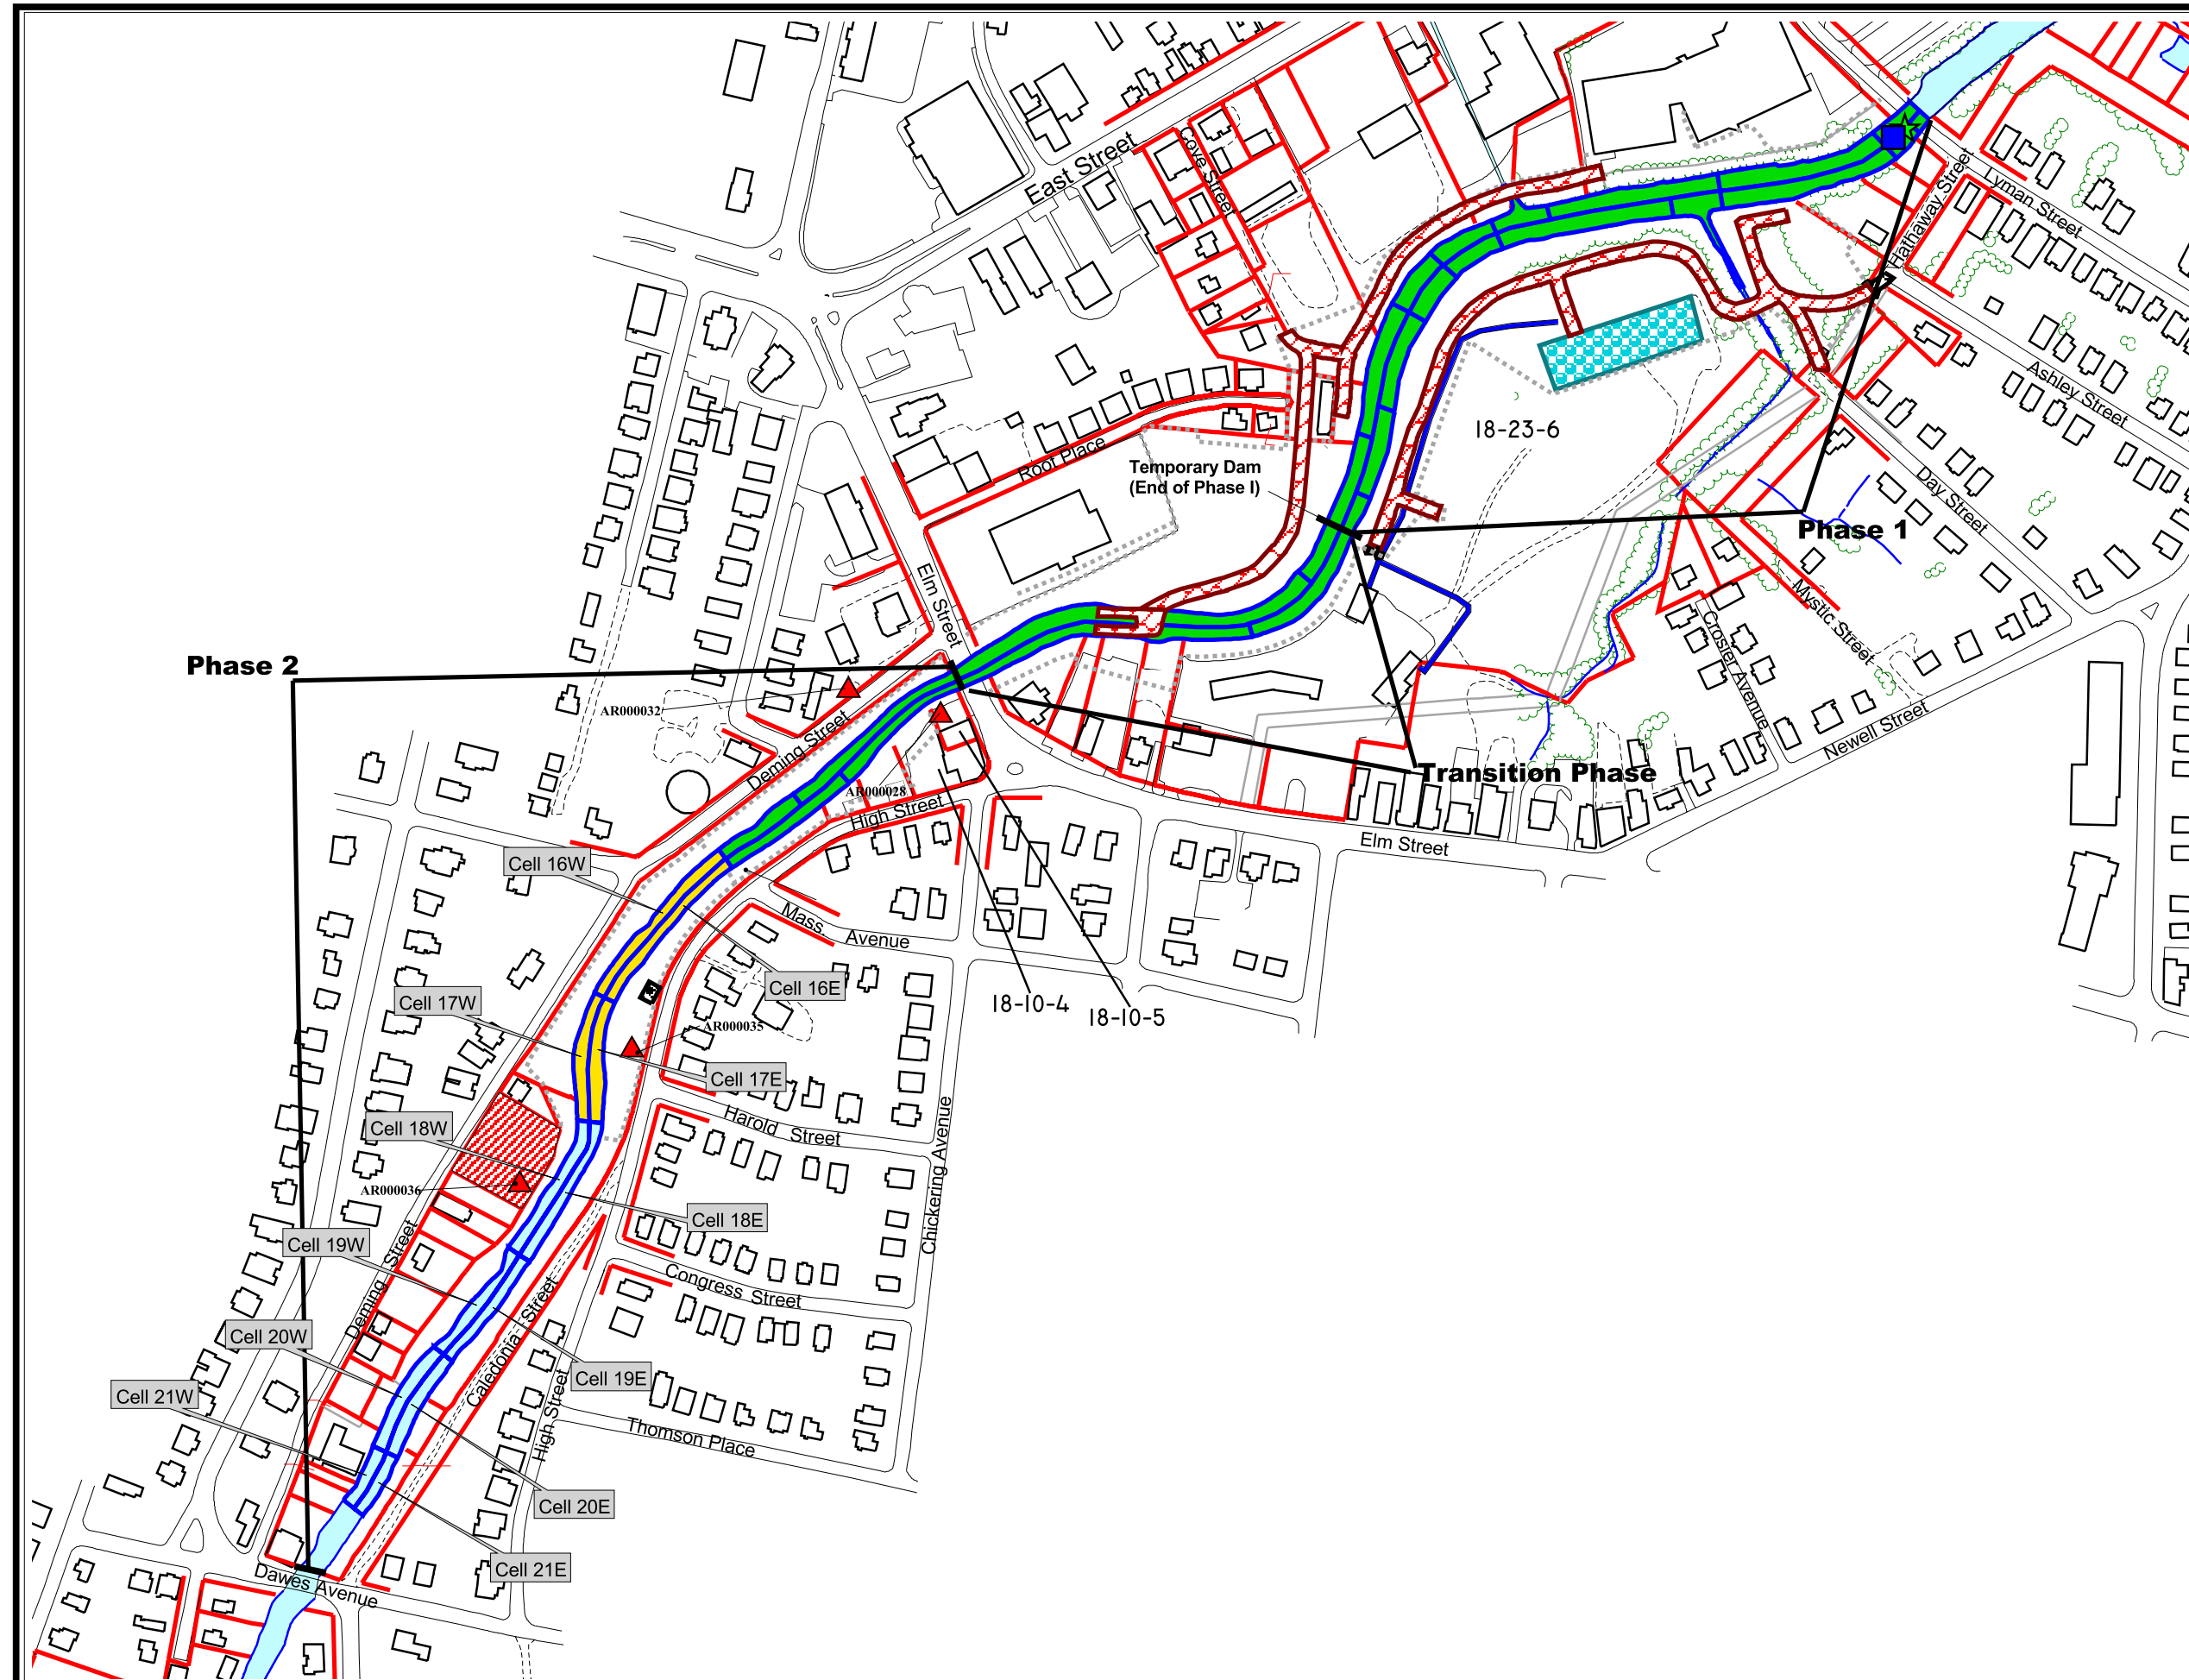 East Street
Cove Street
Lyman Street
Hathaway Street
Ashley Street
Day Street
18-23-6
Root Place
Temporary Dam
(End of Phase I)
Phase 1
Mystic Street
Crosier Avenue
Newell Street
Elm Street
Phase 2
AR000032
Deming Street
Transition Phase
AR000028
High Street
Elm Street
Cell 16W
Mass. Avenue
Cell 16E
Cell 17W
18-10-4
18-10-5
AR000035
Cell 17E
Cell 18W
Harold Street
Chickering Avenue
AR000036
Cell 18E
Cell 19W
Deming Street
Congress Street
Caledonia Street
Cell 20W
Cell 19E
Cell 21W
High Street
Thomson Place
Cell 20E
Cell 21E
Dawes Avenue